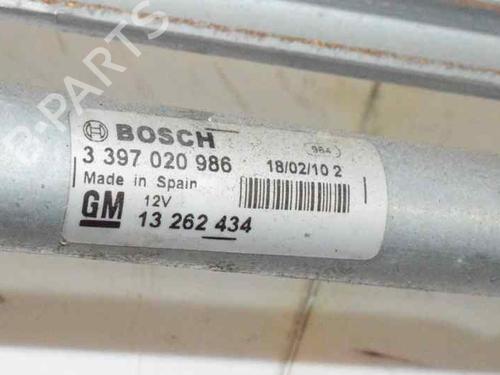 BOSCH
984
3 397 020 986
18/02/10 2
Made in Spain
12V
GM
13 262 434
B-PARTS